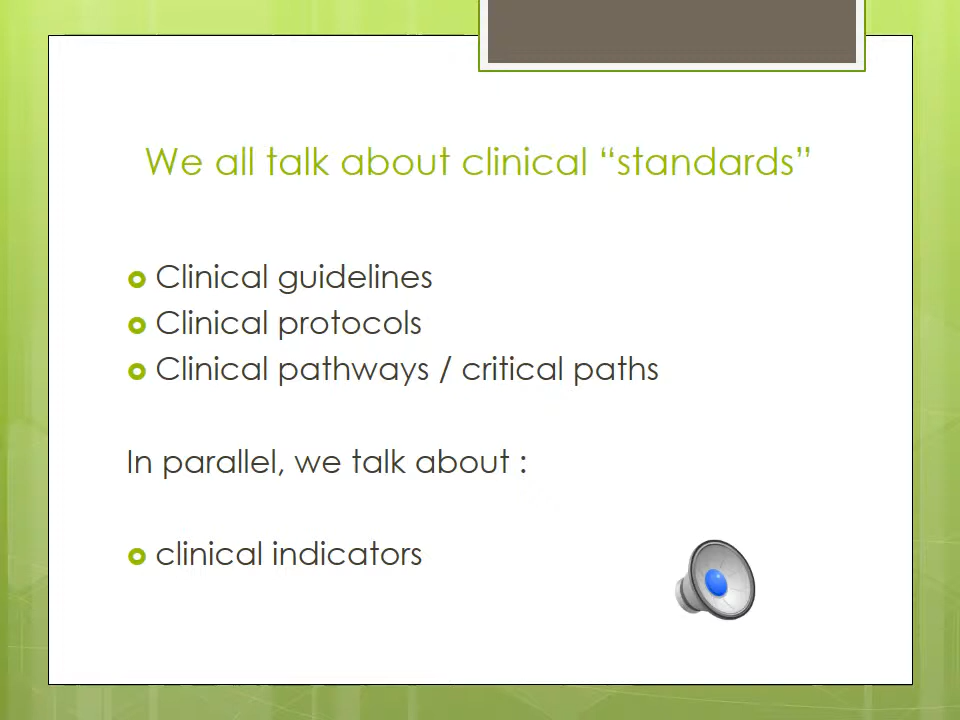 We all talk about clinical “standards”
Clinical guidelines
Clinical protocols
Clinical pathways / critical paths
In parallel, we talk about :
clinical indicators